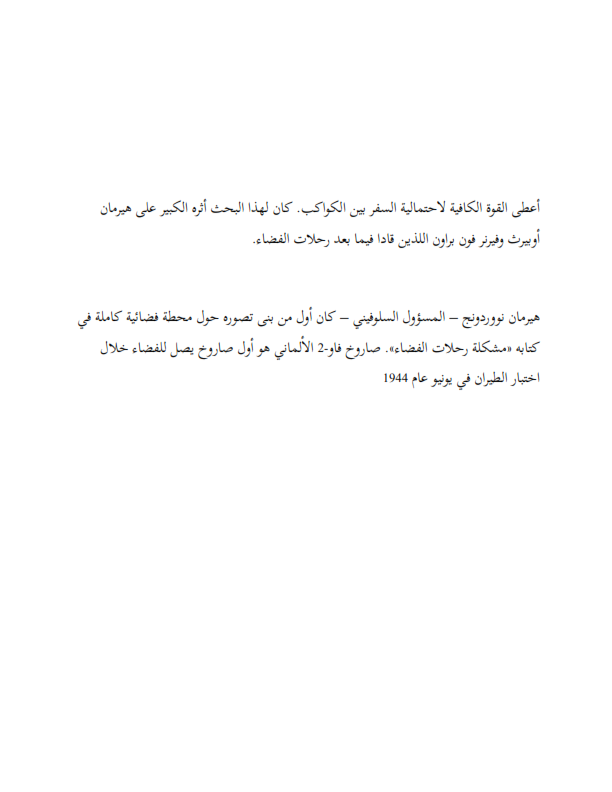 أعطى القوة الكافية لاحتمالية السفر بين الكواكب. كان لهذا البحث أثره الكبير على هيرمان
أوبيرث وفيرنر فون براون اللذين قادا فيما بعد رحلات الفضاء.
هيرمان نووردونج – المسؤول السلوفيني – كان أول من بنى تصوره حول محطة فضائية كاملة في
كتابه «مشكلة رحلات الفضاء». صاروخ فاو-2 الألماني هو أول صاروخ يصل للفضاء خلال
اختبار الطيران في يونيو عام 1944